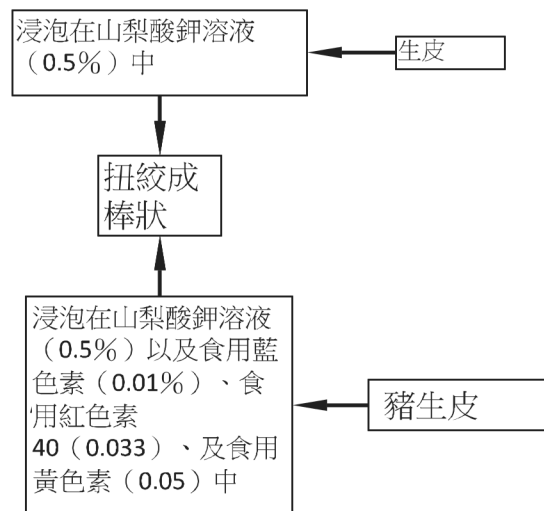 浸泡在山梨酸鉀溶液
（0.5%）中
生皮
扭絞成
棒狀
浸泡在山梨酸鉀溶液
（0.5%）以及食用藍
色素（0.01%）、食
用紅色素
40（0.033）、及食用
黃色素（0.05）中
豬生皮